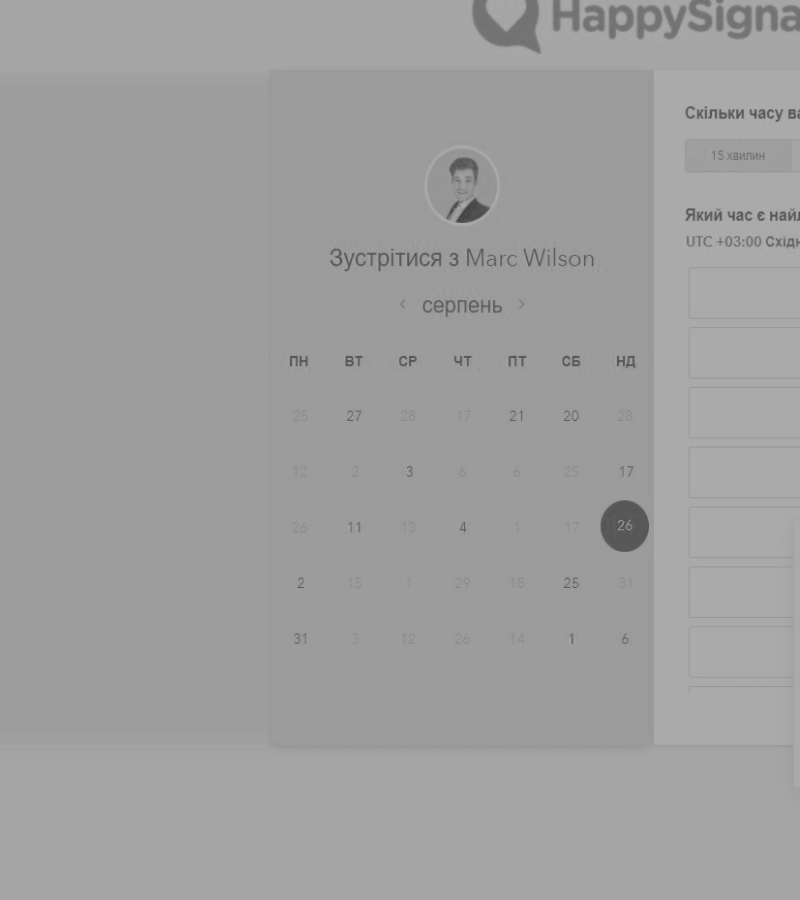 HappySigna
Зустрітися з Marc Wilson
‹ серпень ›
ПН ВТ СР ЧТ ПТ СБ НД
25 27 28 17 21 20 28
12 2 3 6 6 25 17
26 11 13 4 1 17 26
2 15 1 29 18 25 31
31 3 12 26 14 1 6
Скільки часу ва
15 хвилин
Який час є най
UTC +03:00 Східн